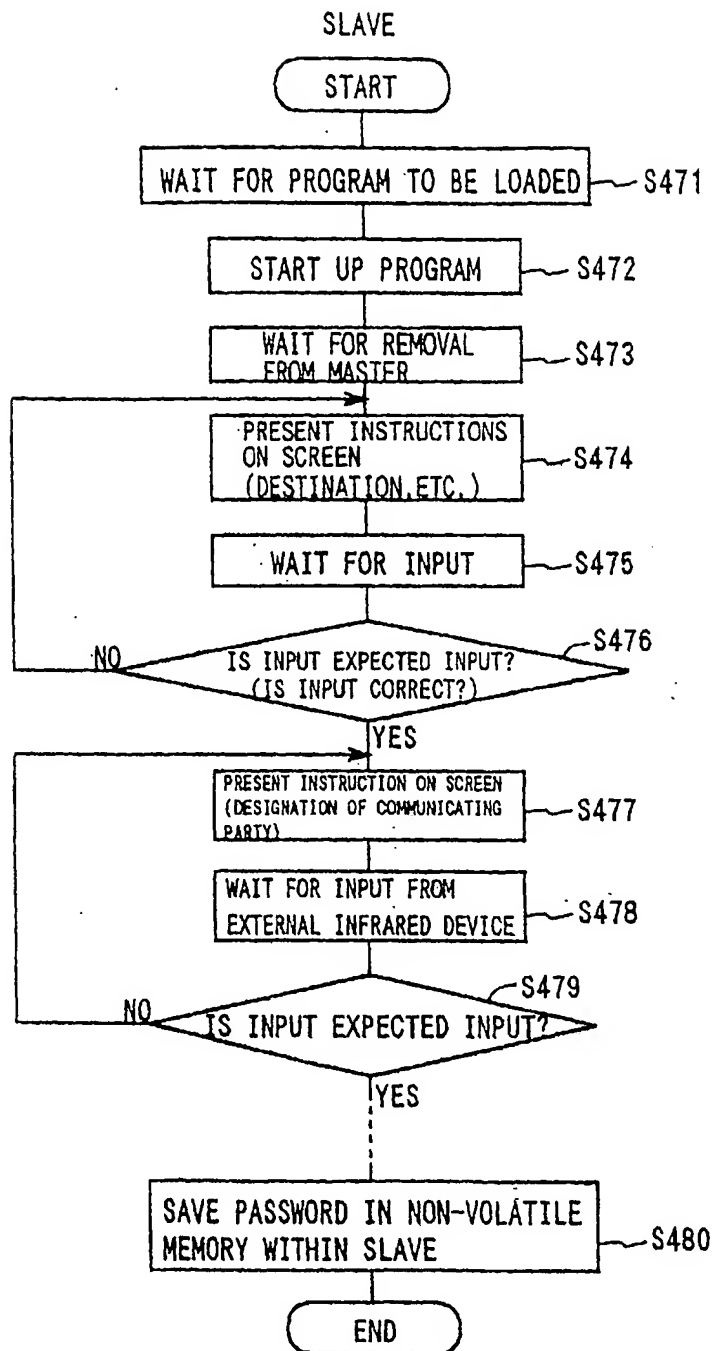 SLAVE
START
WAIT FOR PROGRAM TO BE LOADED
S471
START UP PROGRAM
S472
WAIT FOR REMOVAL
FROM MASTER
S473
PRESENT INSTRUCTIONS
ON SCREEN
(DESTINATION,ETC.)
S474
WAIT FOR INPUT
S475
S476
NO
IS INPUT EXPECTED INPUT?
(IS INPUT CORRECT?)
YES
PRESENT INSTRUCTION ON SCREEN
(DESIGNATION OF COMMUNICATING
PARTY)
S477
WAIT FOR INPUT FROM
EXTERNAL INFRARED DEVICE
S478
S479
NO
IS INPUT EXPECTED INPUT?
YES
SAVE PASSWORD IN NON-VOLATILE
MEMORY WITHIN SLAVE
S480
END